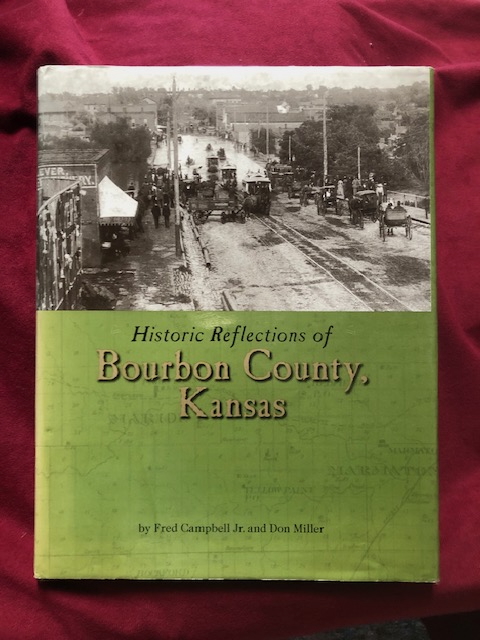 Historic Reflections of
Bourbon County,
Kansas
by Fred Campbell Jr. and Don Miller